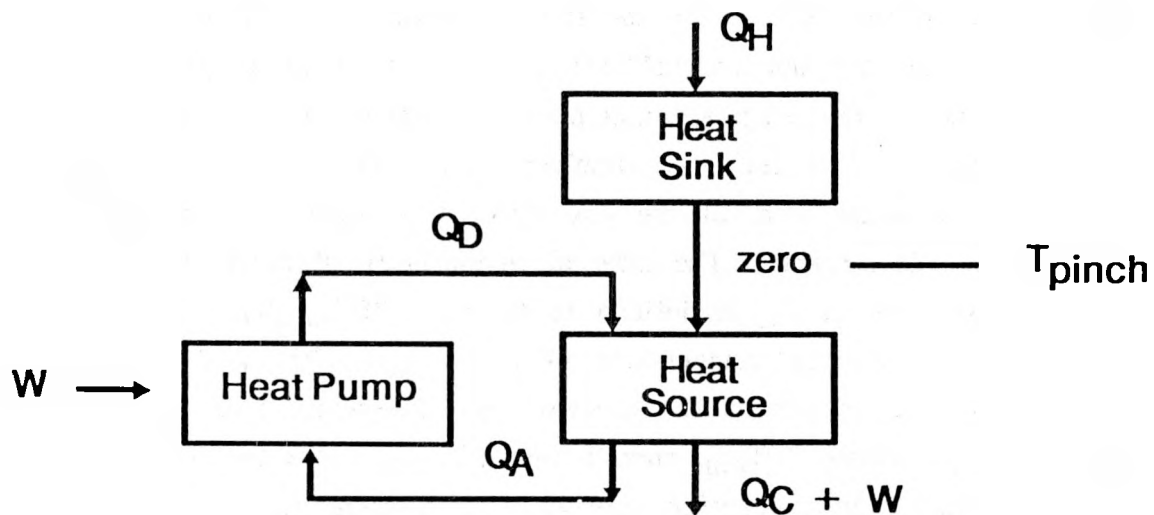 QH
Heat
Sink
QD
zero
Tpinch
W
Heat Pump
Heat
Source
QA
QC + W